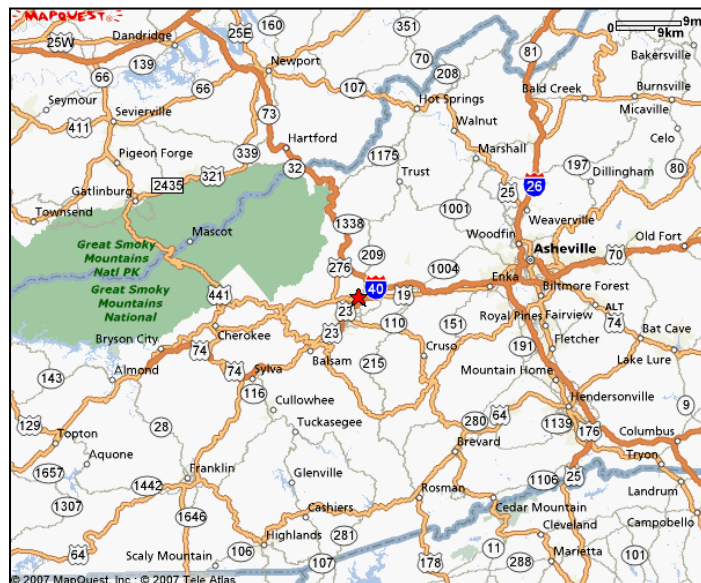 MAPQUEST®
160
351
9m
0
9km
25W
Dandridge
25E
81
Bakersville
139
Newport
70
208
66
107
Hot Springs
Bald Creek
Burnsville
Seymour
66
Micaville
Sevierville
73
Walnut
411
Hartford
Celo
Pigeon Forge
339
1175
Marshall
197
Dillingham
80
321
32
Trust
Gatlinburg
2435
25
26
Townsend
1338
1001
Weaverville
Mascot
Woodfin
Great Smoky
Mountains
Natl PK
209
Asheville
Old Fort
276
1004
70
Great Smoky
Mountains
National
441
40
19
Enka
Biltmore Forest
23
ALT
Cherokee
23
110
151
Royal Pines
Fairview
74
Bryson City
74
191
Bat Cave
Balsam
Cruso
Fletcher
143
74
215
Lake Lure
Almond
Sylva
Mountain Home
116
Cullowhee
Hendersonville
9
129
28
Tuckasegee
280
64
1139
176
Columbus
Topton
Brevard
Aquone
Tryon
1657
Franklin
Glenville
1442
1106
25
Landrum
1307
Rosman
Cedar Mountain
1646
Cashiers
Campobello
281
Cleveland
64
106
Highlands
11
101
Scaly Mountain
107
178
288
Marietta
© 2007 MapQuest, Inc.; © 2007 Tele Atlas